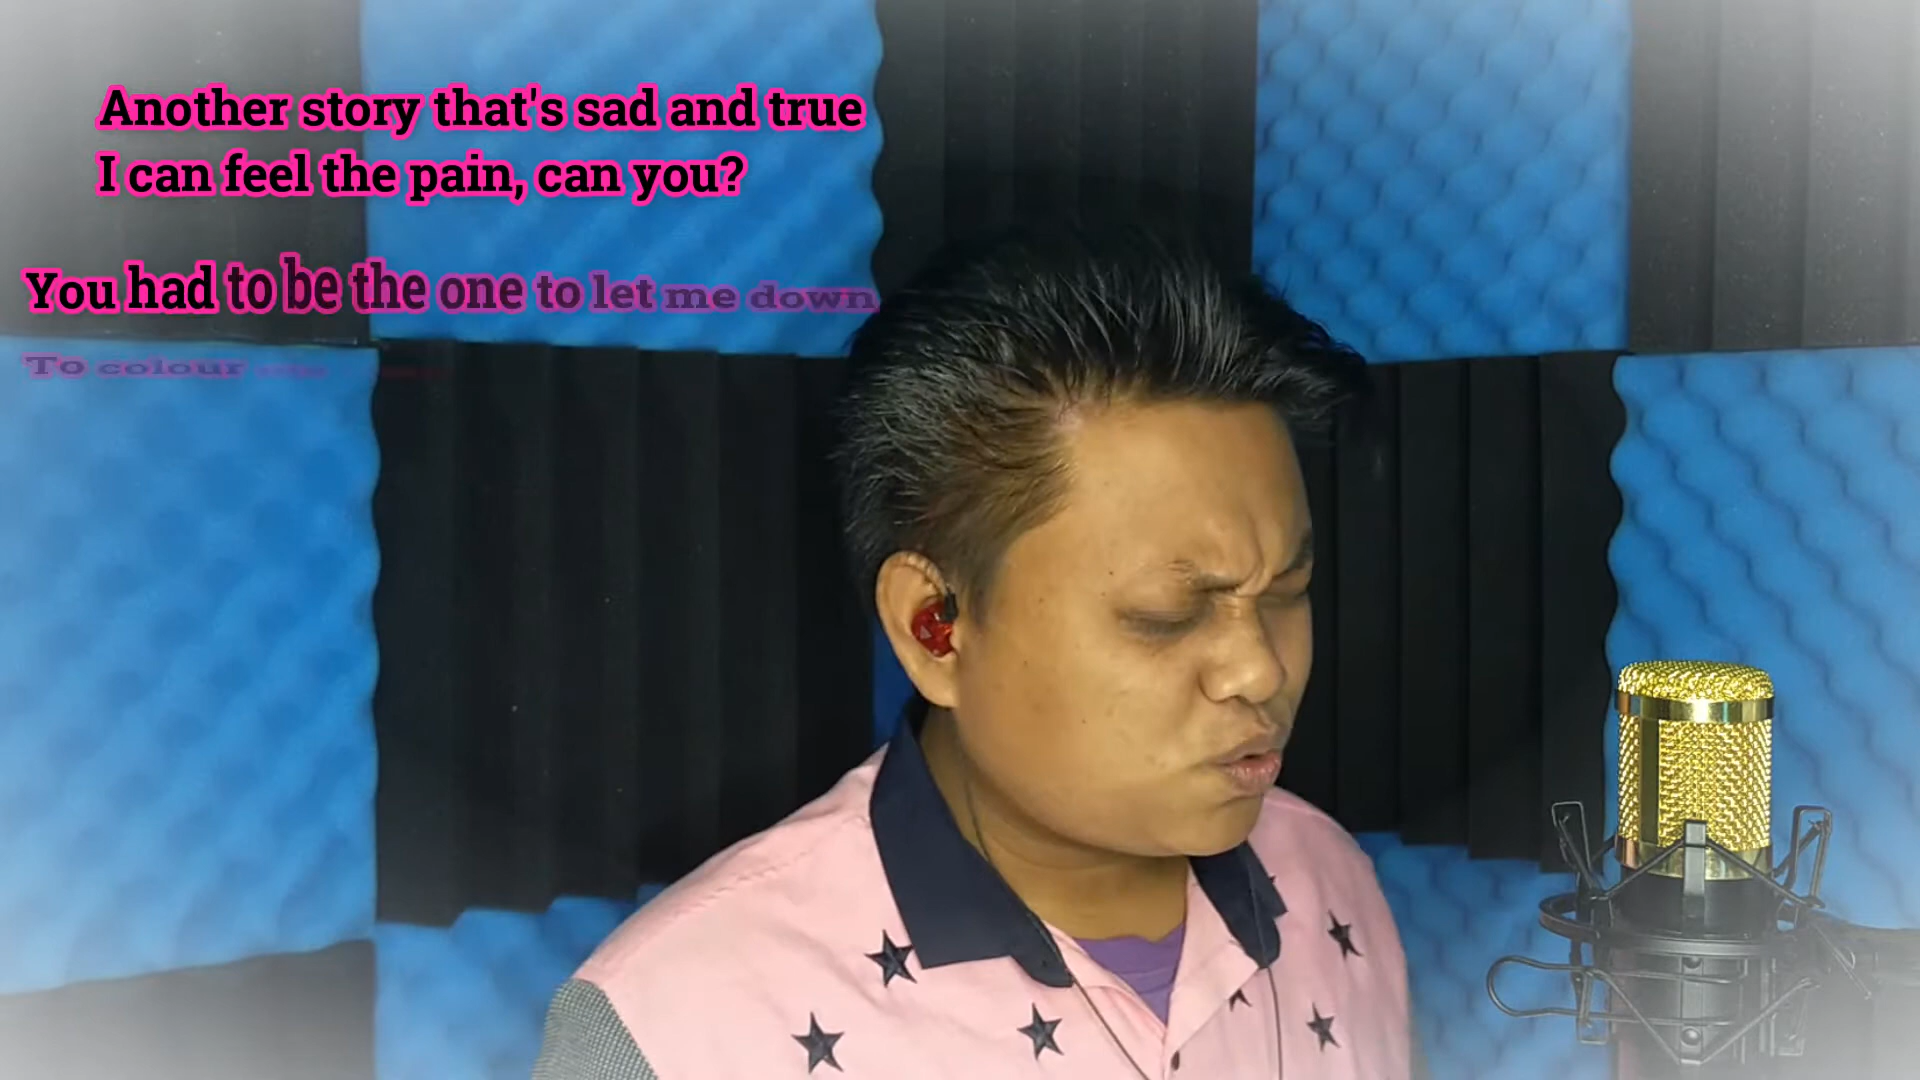 Another story that's sad and true
I can feel the pain, can you?
You had to be the one to let me down
To colour